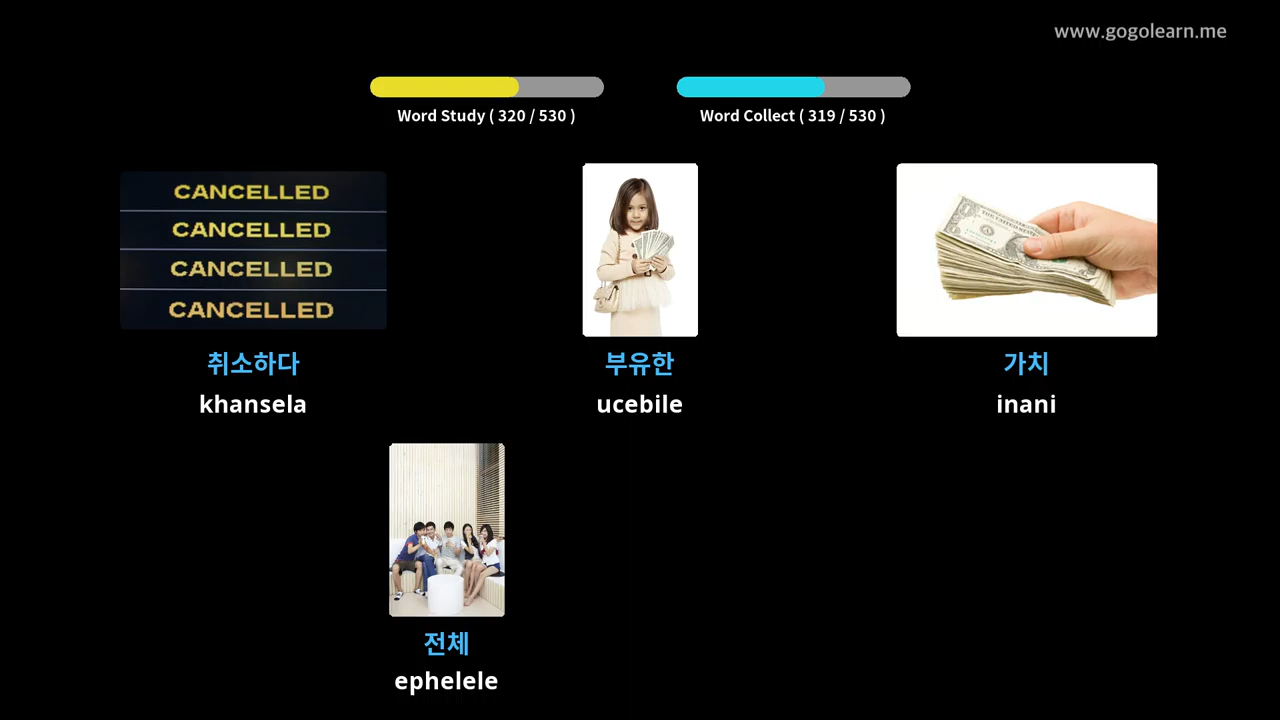 www.gogolearn.me
Word Study ( 320 / 530 )
Word Collect ( 319 / 530 )
CANCELLED
CANCELLED
CANCELLED
CANCELLED
취소하다
khansela
부유한
ucebile
가치
inani
전체
ephelele